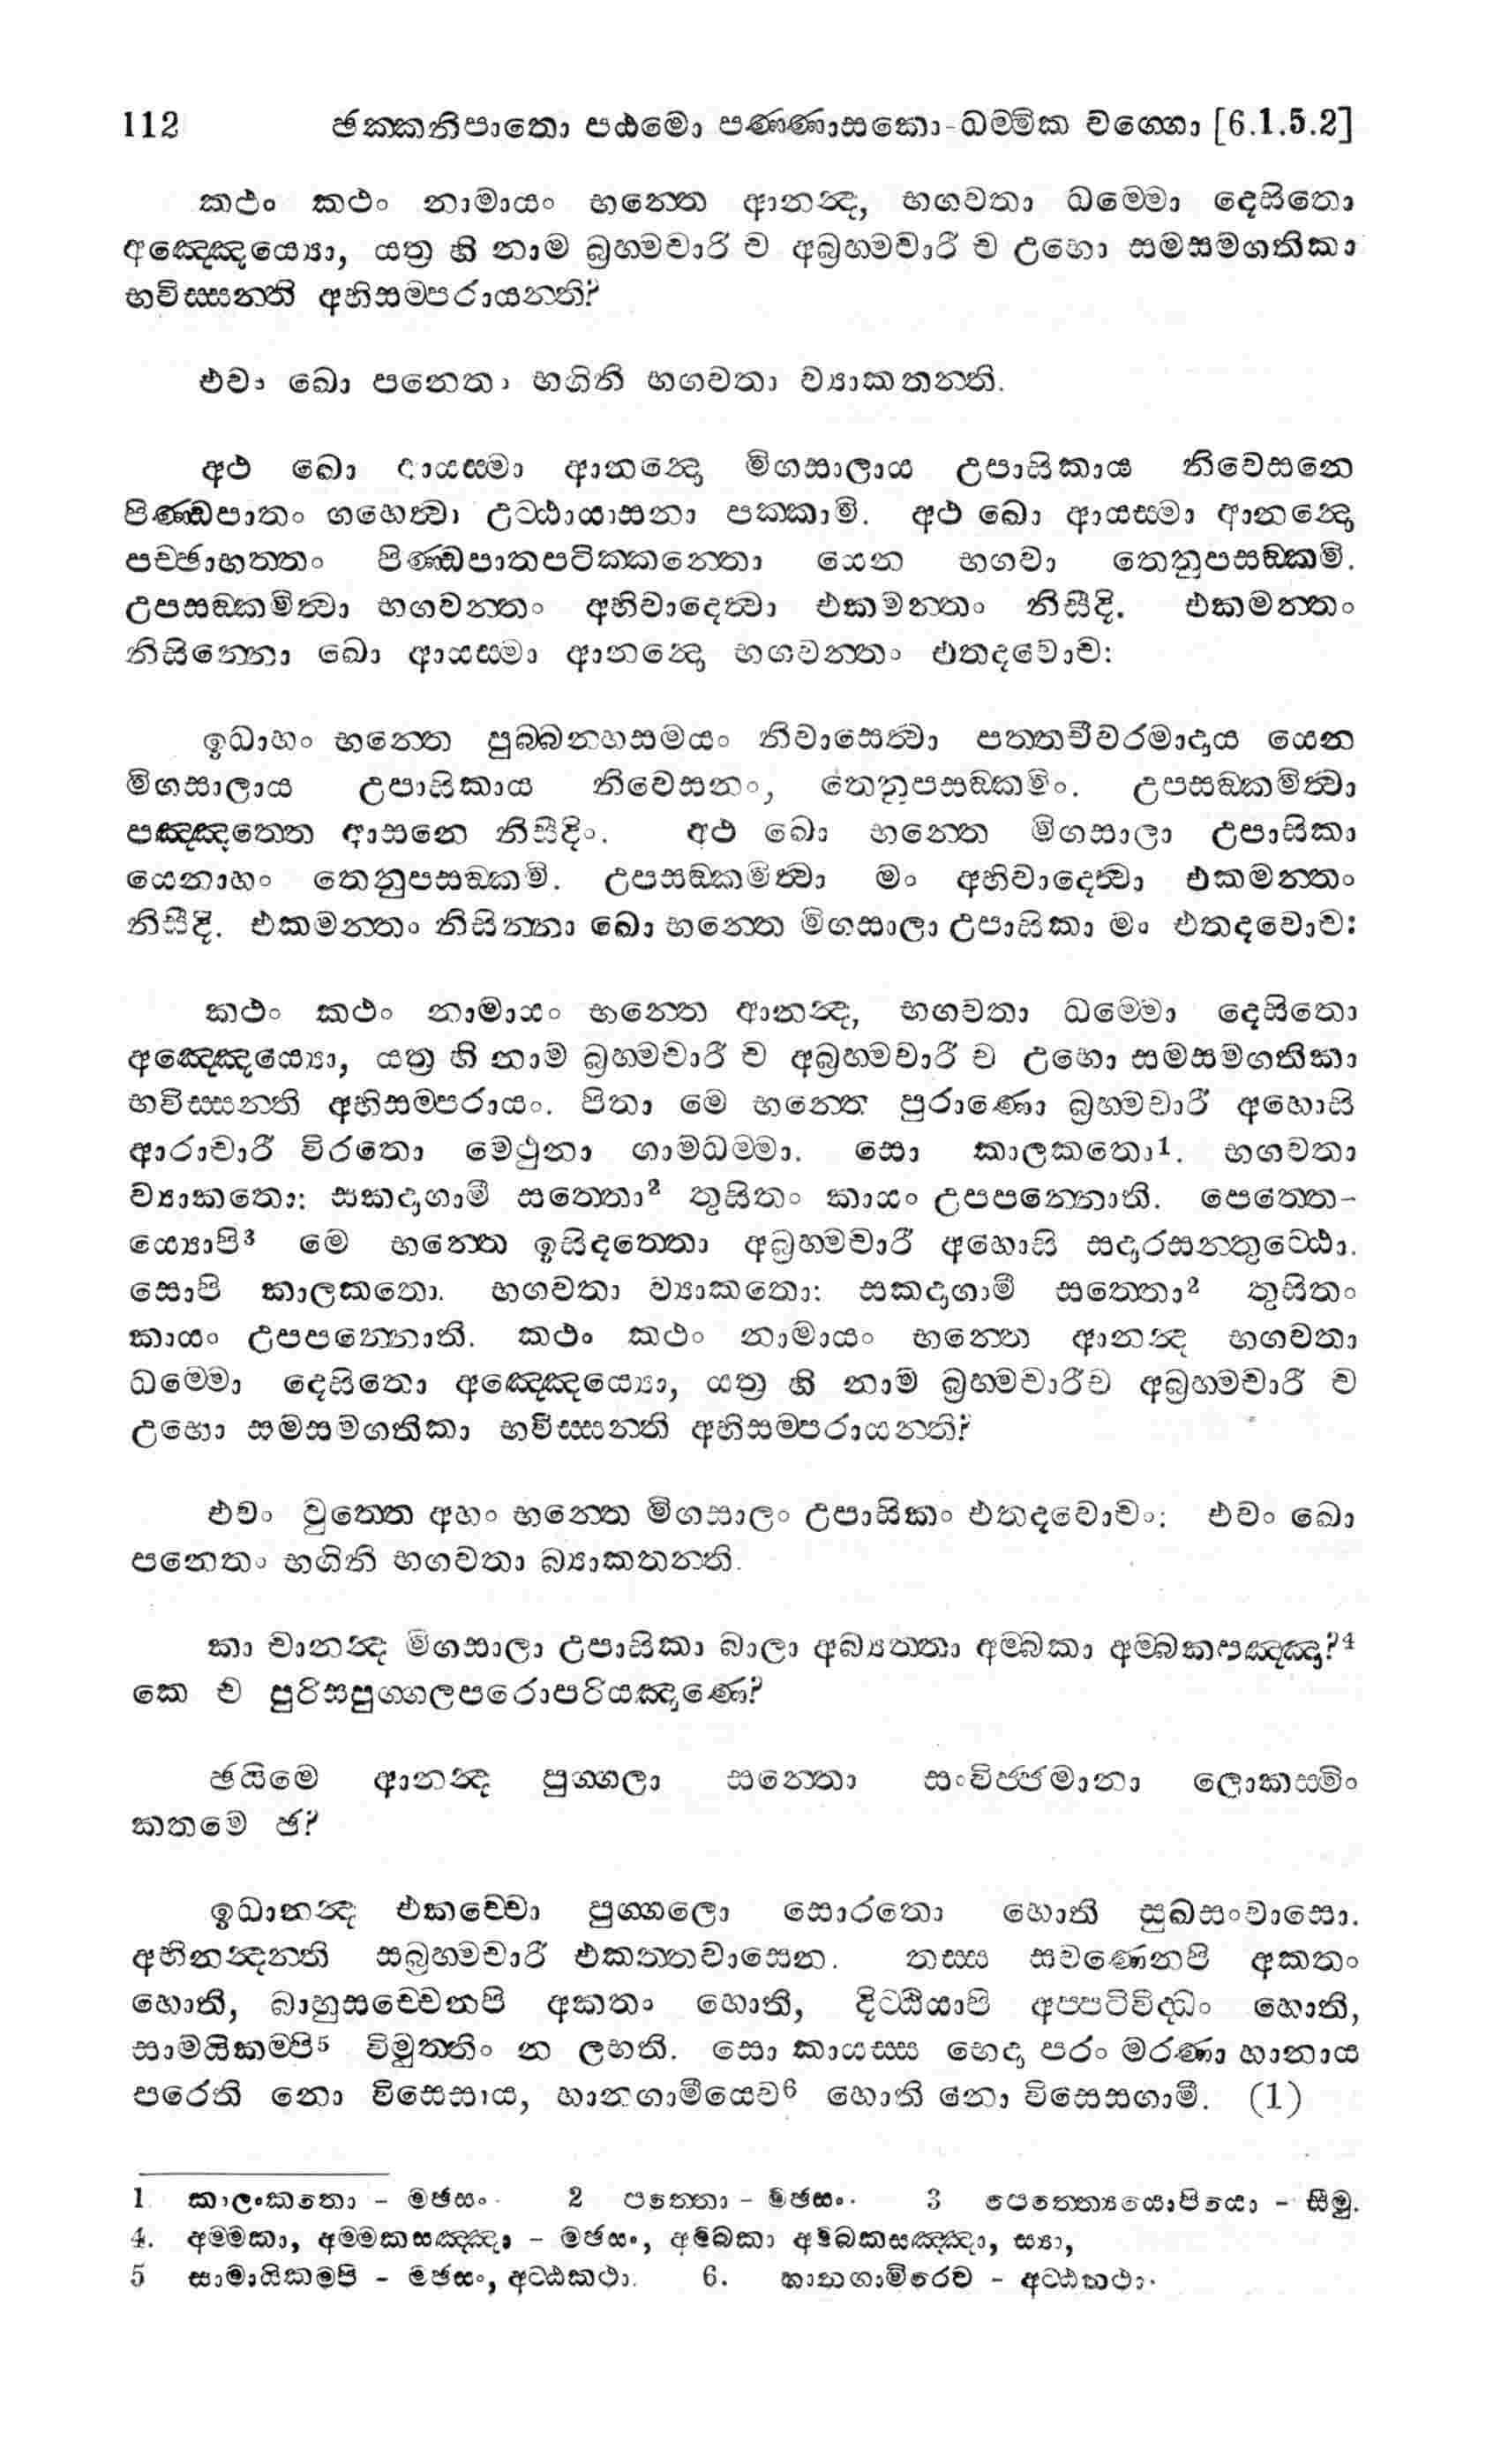 112 ඡක්කනිපාතො පඨමො පණ්ණාසකො-ධම්මික වග්ගො [6.1.5.2]
කථං කථං නාමායං භන්තෙ ආනන්ද, භගවතා ධම්මො දෙසිතො
අඤ්ඤෙය්‍යො, යත්‍ර හි නාම බ්‍රහ්මචාරී ච අබ්‍රහ්මචාරී ච උභො සමසමගතිකා
භවිස්සන්ති අභිසම්පරායන්ති?
එවං ඛො පනෙතං භගිනි භගවතා ව්‍යාකතන්ති.
අථ ඛො ආයස්මා ආනන්දො මිගසාලාය උපාසිකාය නිවෙසනෙ
පිණ්ඩපාතං ගහෙත්‍වා උට්ඨායාසනා පක්කාමි. අථ ඛො ආයස්මා ආනන්දො
පච්ඡාභත්තං පිණ්ඩපාතපටික්කන්තො යෙන භගවා තෙනුපසඞ්කමි.
උපසඞ්කමිත්‍වා භගවන්තං අභිවාදෙත්‍වා එකමන්තං නිසීදි. එකමන්තං
නිසින්නො ඛො ආයස්මා ආනන්දො භගවන්තං එතදවොච:
ඉධාහං භන්තෙ පුබ්බන්හසමයං නිවාසෙත්‍වා පත්තචීවරමාදාය යෙන
මිගසාලාය උපාසිකාය නිවෙසනං, තෙනුපසඞ්කමිං. උපසඞ්කමිත්‍වා
පඤ්ඤත්තෙ ආසනෙ නිසීදිං. අථ ඛො භන්තෙ මිගසාලා උපාසිකා
යෙනාහං තෙනුපසඞ්කමි. උපසඞ්කමිත්‍වා මං අභිවාදෙත්‍වා එකමන්තං
නිසීදි. එකමන්තං නිසින්නා ඛො භන්තෙ මිගසාලා උපාසිකා මං එතදවොච:
කථං කථං නාමායං භන්තෙ ආනන්ද, භගවතා ධම්මො දෙසිතො
අඤ්ඤෙය්‍යො, යත්‍ර හි නාම බ්‍රහ්මචාරී ච අබ්‍රහ්මචාරී ච උභො සමසමගතිකා
භවිස්සන්ති අභිසම්පරායං. පිතා මෙ භන්තෙ පුරාණො බ්‍රහ්මචාරී අහොසි
ආරාචාරී විරතො මෙථුනා ගාමධම්මා. සො කාලකතො1. භගවතා
ව්‍යාකතො: සකදාගාමී සත්තො2 තුසිතං කායං උපපන්නොති. පෙත්තෙ-
ය්‍යොපි3 මෙ භන්තෙ ඉසිදත්තො අබ්‍රහ්මචාරී අහොසි සදාරසන්තුට්ඨො.
සොපි කාලකතො. භගවතා ව්‍යාකතො: සකදාගාමී සත්තො2 තුසිතං
කායං උපපන්නොති. කථං කථං නාමායං භන්තෙ ආනන්ද භගවතා
ධම්මො දෙසිතො අඤ්ඤෙය්‍යො, යත්‍ර හි නාම බ්‍රහ්මචාරීච අබ්‍රහ්මචාරී ච
උභො සමසමගතිකා භවිස්සන්ති අභිසම්පරායන්ති?
එවං වුත්තෙ අහං භන්තෙ මිගසාලං උපාසිකං එතදවොචං: එවං ඛො
පනෙතං භගිනි භගවතා බ්‍යාකතන්ති.
කා චානන්ද මිගසාලා උපාසිකා බාලා අබ්‍යත්තා අම්බකා අම්බකපඤ්ඤා?4
කෙ ච පුරිසපුග්ගලපරොපරියඤාණෙ?
ඡයිමෙ ආනන්ද පුග්ගලා සන්තො සංවිජ්ජමානා ලොකස්මිං
කතමෙ ඡ?
ඉධානන්ද එකච්චො පුග්ගලො සොරතො හොති සුඛසංවාසො.
අභිනන්දන්ති සබ්‍රහ්මචාරී එකත්තවාසෙන. තස්ස සවණෙනපි අකතං
හොති, බාහුසච්චෙනපි අකතං හොති, දිට්ඨියාපි අප්පටිවිද්ධං හොති,
සාමයිකම්පි5 විමුත්තිං න ලභති. සො කායස්ස භෙදා පරං මරණා හානාය
පරෙති නො විසෙසාය, හානගාමීයෙව6 හොති නො විසෙසගාමී. (1)
1 කාලංකතො - මඡසං. 2 පත්තො - මඡසං. 3 පෙත්ත්‍යයොපියො - සීමු.
4. අම්මකා, අම්මකසඤ්ඤා - මඡසං, අම්බකා අම්බකසඤ්ඤා, ස්‍යා,
5 සාමායිකම්පි - මඡසං, අට්ඨකථා. 6. හානගාමිරෙව - අට්ඨකථා.